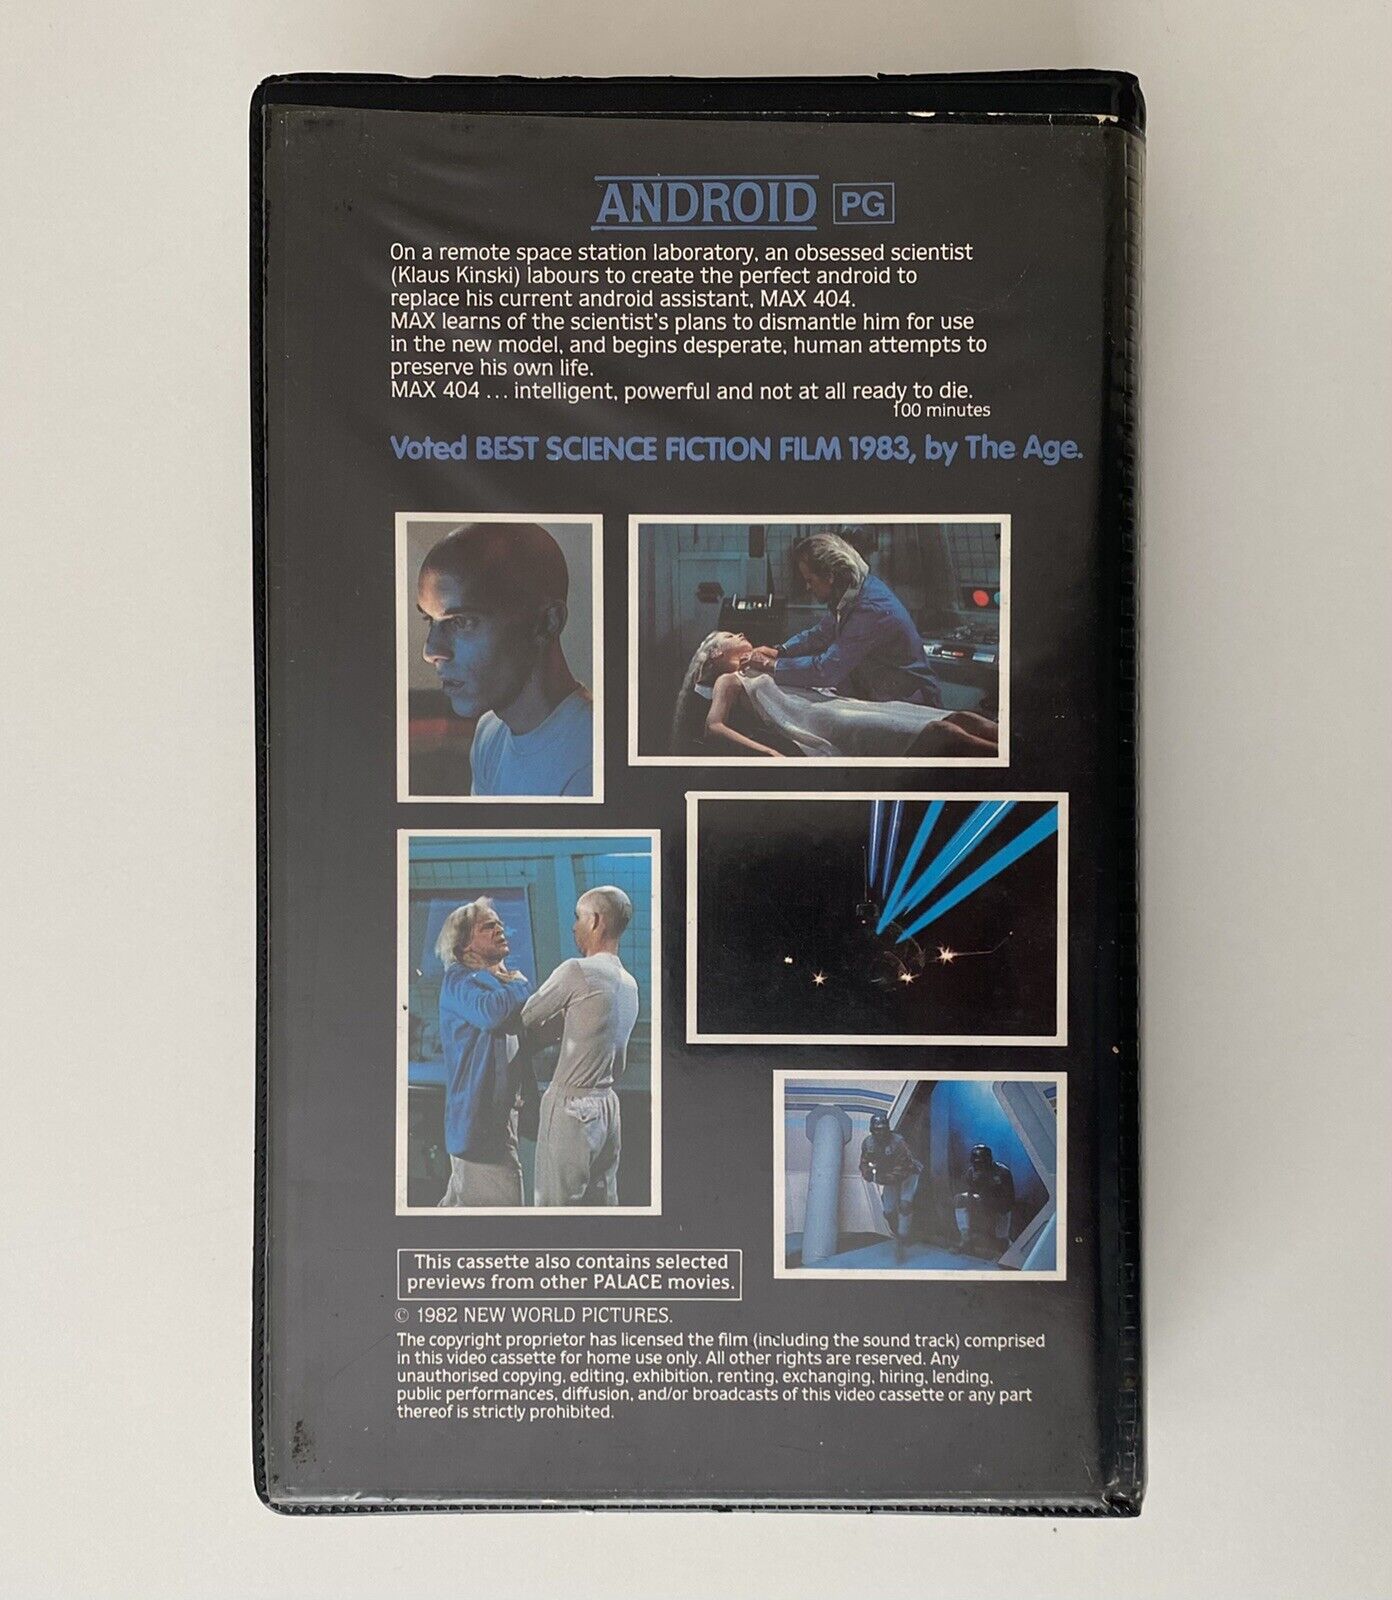 ANDROID PG
On a remote space station laboratory, an obsessed scientist
(Klaus Kinski) labours to create the perfect android to
replace his current android assistant, MAX 404.
MAX learns of the scientist's plans to dismantle him for use
in the new model, and begins desperate, human attempts to
preserve his own life.
MAX 404 ... intelligent, powerful and not at all ready to die.
100 minutes
Voted BEST SCIENCE FICTION FILM 1983, by The Age.
This cassette also contains selected
previews from other PALACE movies.
© 1982 NEW WORLD PICTURES.
The copyright proprietor has licensed the film (including the sound track) comprised
in this video cassette for home use only. All other rights are reserved. Any
unauthorised copying, editing, exhibition, renting, exchanging, hiring, lending,
public performances, diffusion, and/or broadcasts of this video cassette or any part
thereof is strictly prohibited.